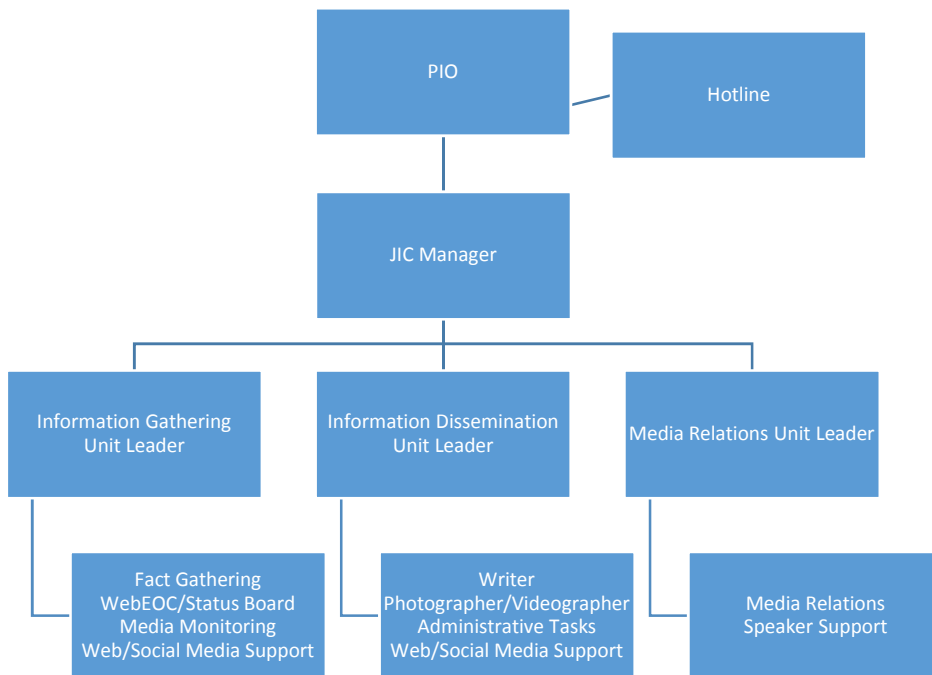 PIO
Hotline
JIC Manager
Information Gathering
Unit Leader
Information Dissemination
Unit Leader
Media Relations Unit Leader
Fact Gathering
WebEOC/Status Board
Media Monitoring
Web/Social Media Support
Writer
Photographer/Videographer
Administrative Tasks
Web/Social Media Support
Media Relations
Speaker Support